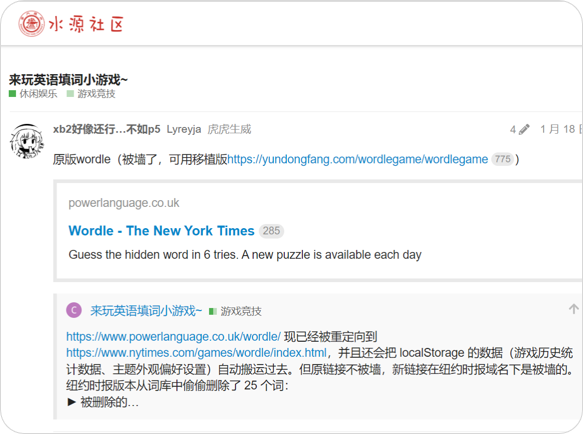 水源社区
来玩英语填词小游戏~
休闲娱乐 游戏竞技
xb2好像还行…不如p5 Lyreyja 虎虎生威 4 1 月 18
原版wordle（被墙了，可用移植版https://yundongfang.com/wordlegame/wordlegame 775 ）
powerlanguage.co.uk
Wordle - The New York Times 285
Guess the hidden word in 6 tries. A new puzzle is available each day
C 来玩英语填词小游戏~ 游戏竞技
https://www.powerlanguage.co.uk/wordle/ 现已经被重定向到
https://www.nytimes.com/games/wordle/index.html，并且还会把 localStorage 的数据（游戏历史统
计数据、主题外观偏好设置）自动搬运过去。但原链接不被墙，新链接在纽约时报域名下是被墙的。
纽约时报版本从词库中偷偷删除了 25 个词：
► 被删除的…